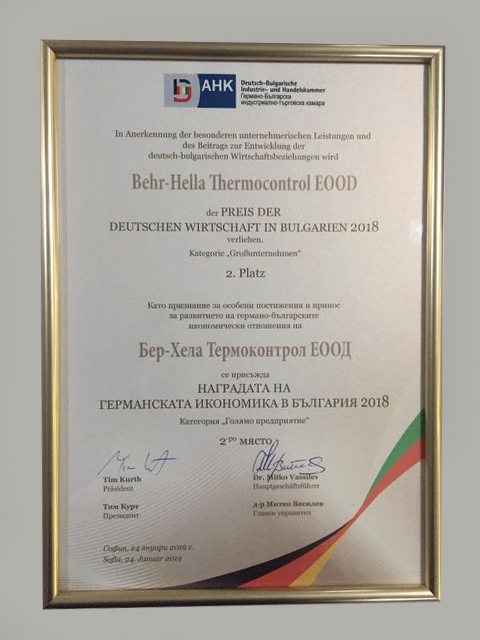 AHK
Deutsch-Bulgarische
Industrie- und Handelskammer
Германо-Българска
индустриално-търговска камара
In Anerkennung der besonderen unternehmerischen Leistungen und
des Beitrags zur Entwicklung der
deutsch-bulgarischen Wirtschaftsbeziehungen wird
Behr-Hella Thermocontrol EOOD
der PREIS DER
DEUTSCHEN WIRTSCHAFT IN BULGARIEN 2018
verliehen.
Kategorie „Großunternehmen“
2. Platz
Като признание за особени постижения и принос
за развитието на германо-българските
икономически отношения на
Бер-Хела Термоконтрол ЕООД
се присъжда
НАГРАДАТА НА
ГЕРМАНСКАТА ИКОНОМИКА В БЪЛГАРИЯ 2018
Категория „Голямо предприятие“
2-ро място
Tim Kurth
Präsident
Тим Курт
Президент
Dr. Mitko Vassilev
Hauptgeschäftsführer
д-р Митко Василев
Главен управител
София, 24 януари 2019 г.
Sofia, 24. Januar 2019